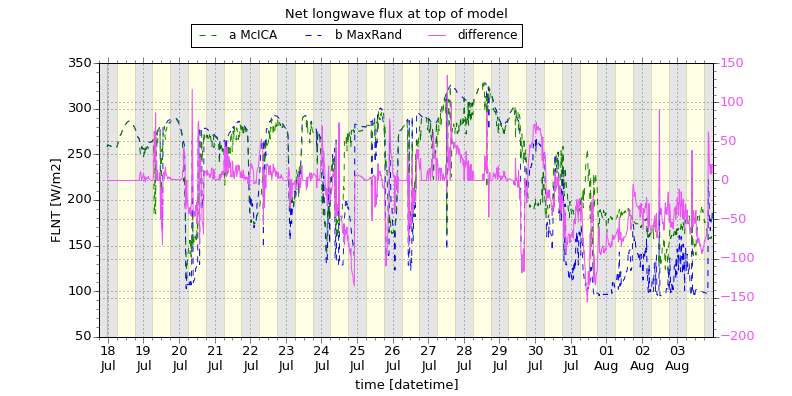 Net longwave flux at top of model
a McICA b MaxRand difference
350 150
300 100
250 50
0
200
-50
150
-100
100
-150
50 -200
FLNT [W/m2]
18 19 20 21 22 23 24 25 26 27 28 29 30 31 01 02 03
Jul Jul Jul Jul Jul Jul Jul Jul Jul Jul Jul Jul Jul Jul Aug Aug Aug
time [datetime]